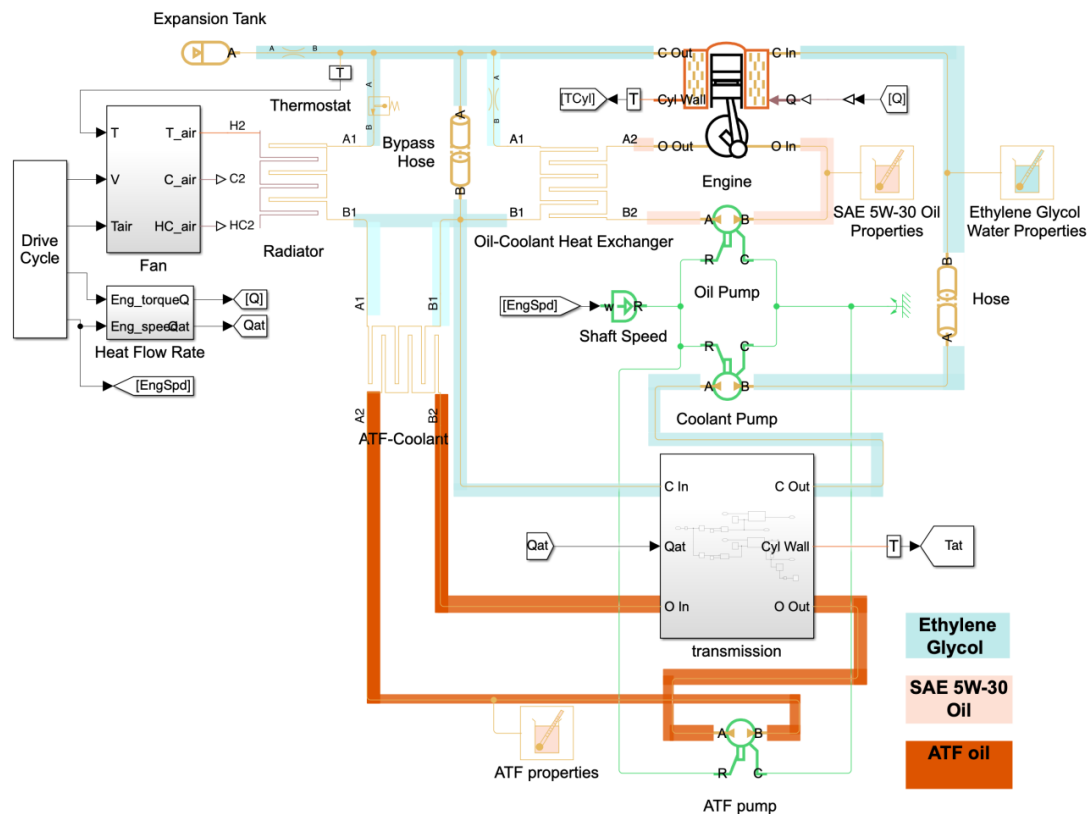 Expansion Tank
A
A
B
T
Thermostat
A
B
Bypass
Hose
A
B
A
B
C Out
C In
Cyl Wall
Q
[TCyl]
T
[Q]
O Out
O In
Engine
SAE 5W-30 Oil
Properties
Ethylene Glycol
Water Properties
T
V
Tair
T_air
C_air
HC_air
Fan
H2
C2
HC2
A1
B1
Radiator
A1
B1
A2
B2
Oil-Coolant Heat Exchanger
A
B
R
C
Oil Pump
Drive
Cycle
Eng_torqueQ
Eng_speedQat
Heat Flow Rate
[Q]
Qat
[EngSpd]
[EngSpd]
w
R
Shaft Speed
B
A
Hose
A1
B1
A2
B2
ATF-Coolant
R
C
A
B
Coolant Pump
C In
C Out
Qat
Qat
Cyl Wall
T
Tat
O In
O Out
transmission
Ethylene
Glycol
SAE 5W-30
Oil
ATF oil
ATF properties
A
B
R
C
ATF pump